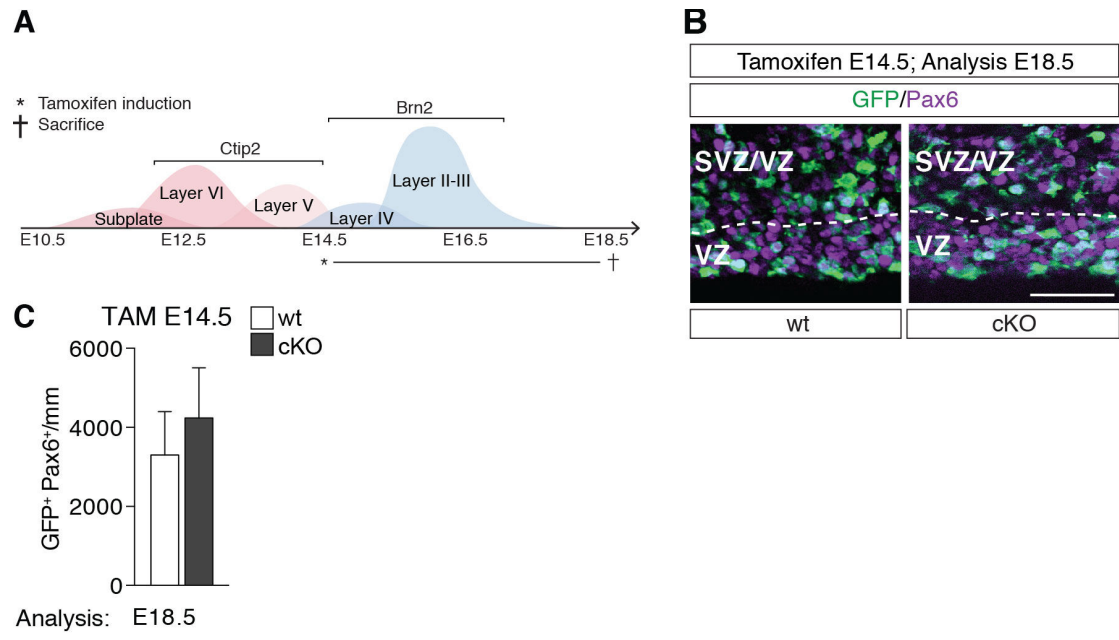 A
* Tamoxifen induction
† Sacrifice
Brn2
Ctip2
Layer VI
Layer II-III
Layer V
Subplate
Layer IV
E10.5 E12.5 E14.5 E16.5 E18.5
* †
B
Tamoxifen E14.5; Analysis E18.5
GFP/Pax6
SVZ/VZ SVZ/VZ
VZ VZ
wt cKO
C
TAM E14.5
wt
cKO
GFP⁺ Pax6⁺/mm
6000
4000
2000
0
Analysis: E18.5